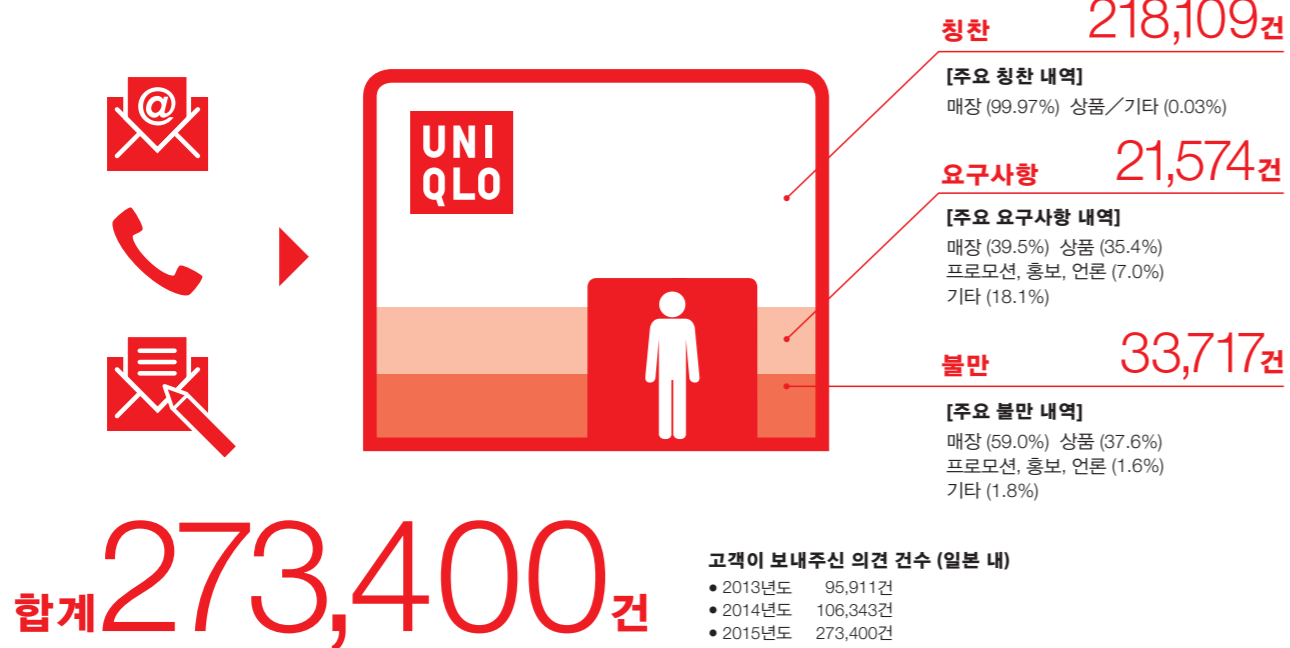 칭찬 218,109건
[주요 칭찬 내역]
매장 (99.97%) 상품／기타 (0.03%)
@
UNI
QLO
요구사항 21,574건
[주요 요구사항 내역]
매장 (39.5%) 상품 (35.4%)
프로모션, 홍보, 언론 (7.0%)
기타 (18.1%)
불만 33,717건
[주요 불만 내역]
매장 (59.0%) 상품 (37.6%)
프로모션, 홍보, 언론 (1.6%)
기타 (1.8%)
합계 273,400건
고객이 보내주신 의견 건수 (일본 내)
• 2013년도 95,911건
• 2014년도 106,343건
• 2015년도 273,400건